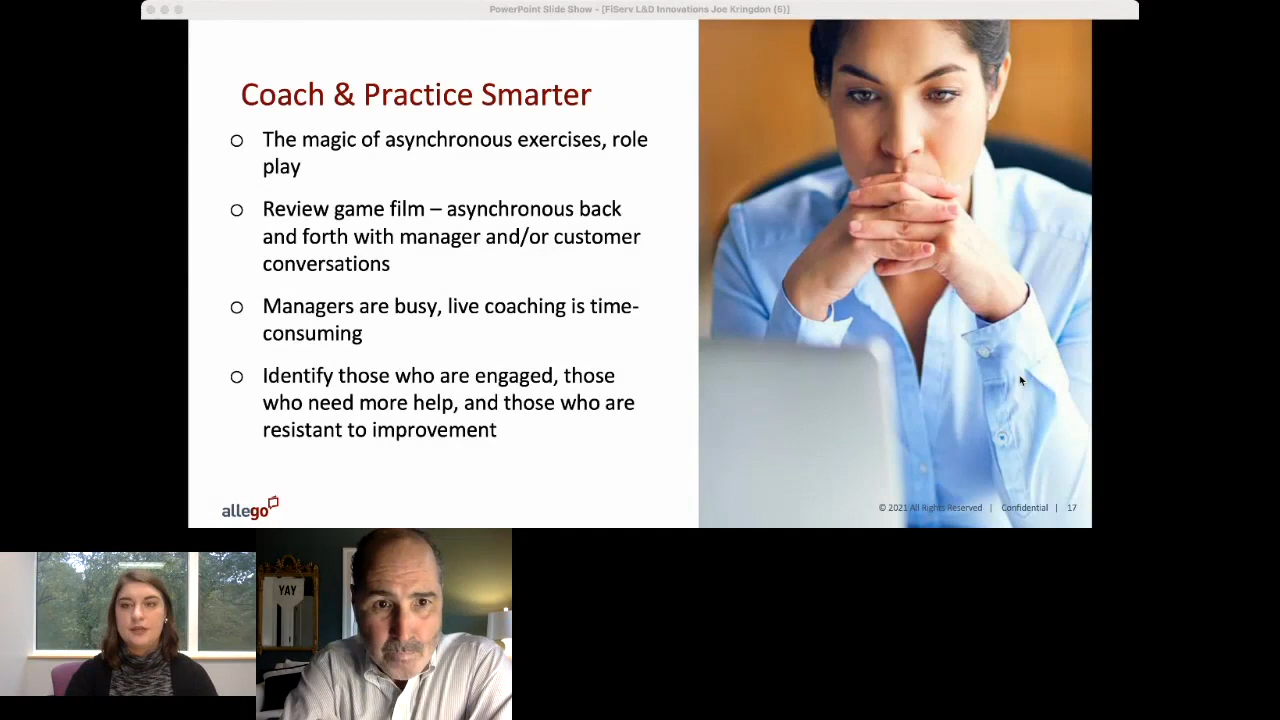 PowerPoint Slide Show - [FiServ L&D Innovations Joe Kringdon (5)]
Coach & Practice Smarter
The magic of asynchronous exercises, role
play
Review game film – asynchronous back
and forth with manager and/or customer
conversations
Managers are busy, live coaching is time-
consuming
Identify those who are engaged, those
who need more help, and those who are
resistant to improvement
allego
© 2021 All Rights Reserved | Confidential | 17
YAY